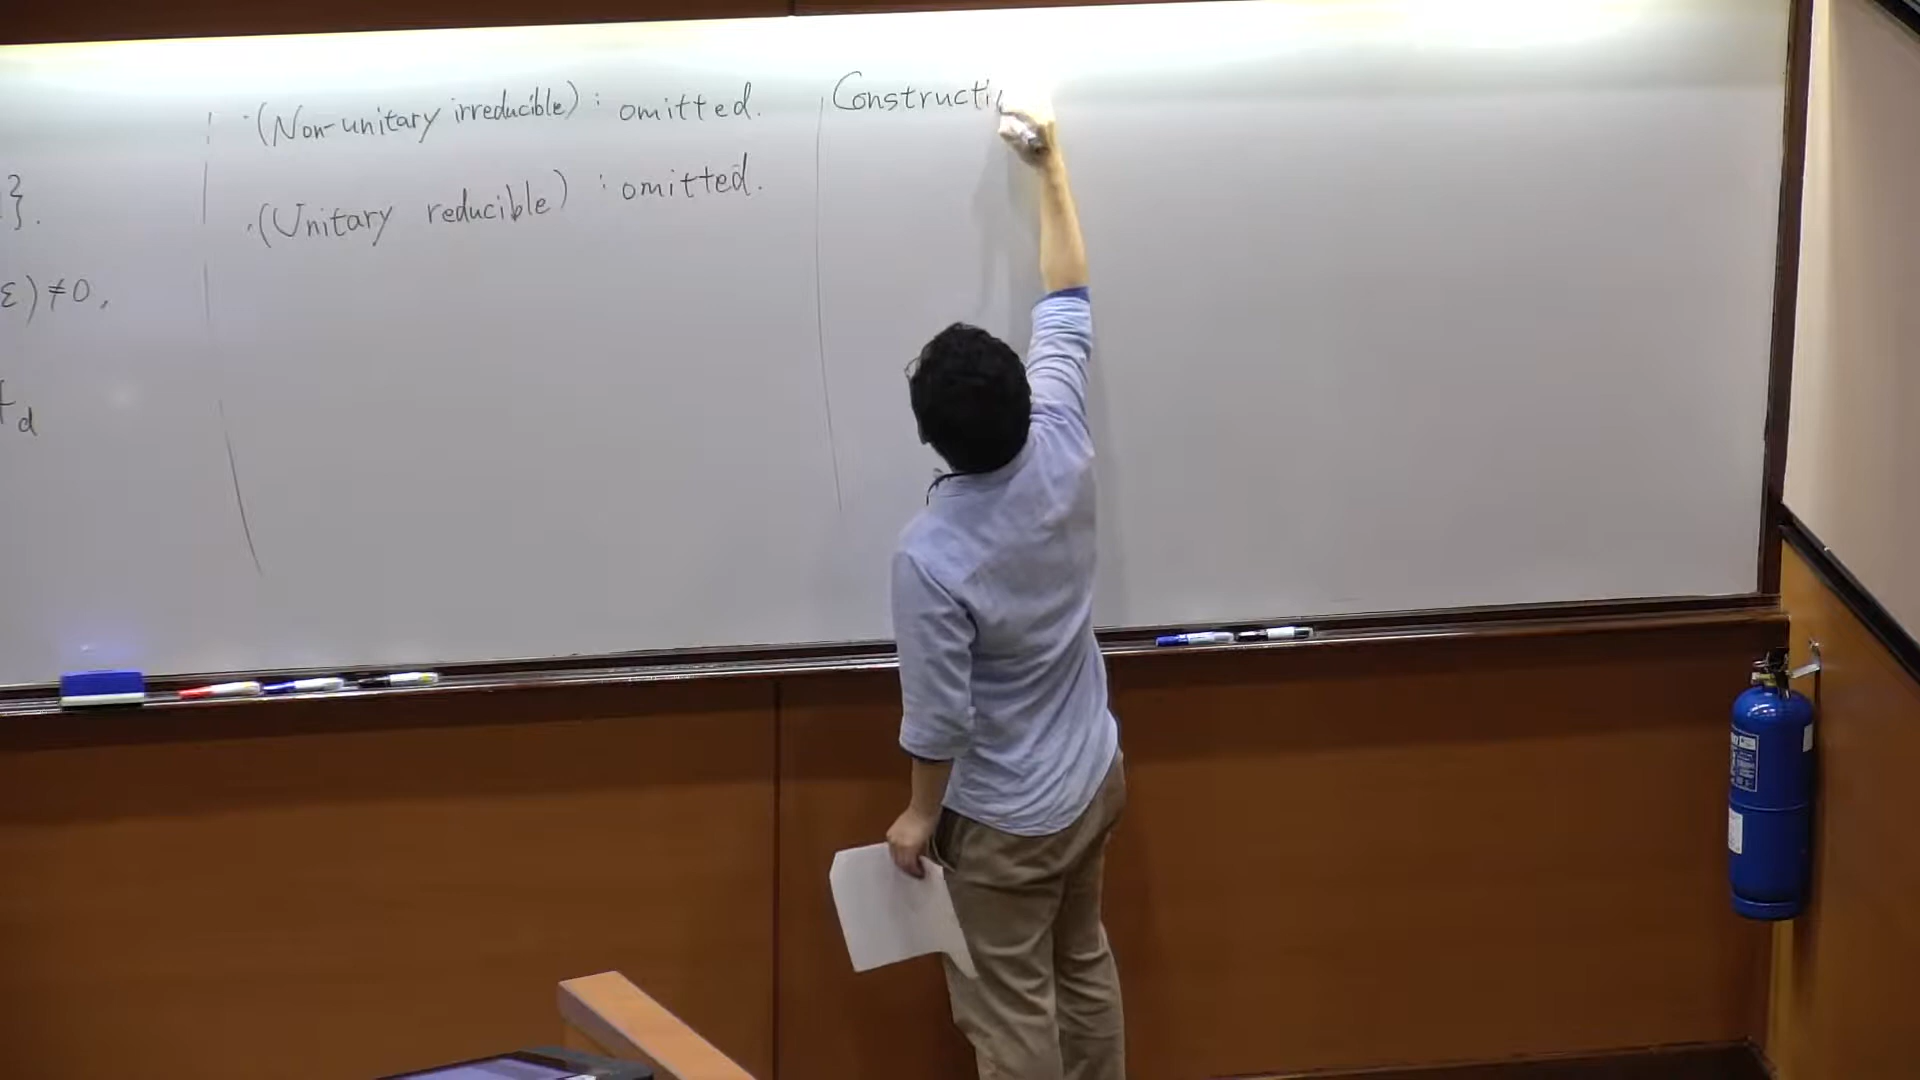 }.
ε) ≠ 0,
d
· (Non-unitary irreducible) : omitted.
· (Unitary reducible) : omitted.
Constructi